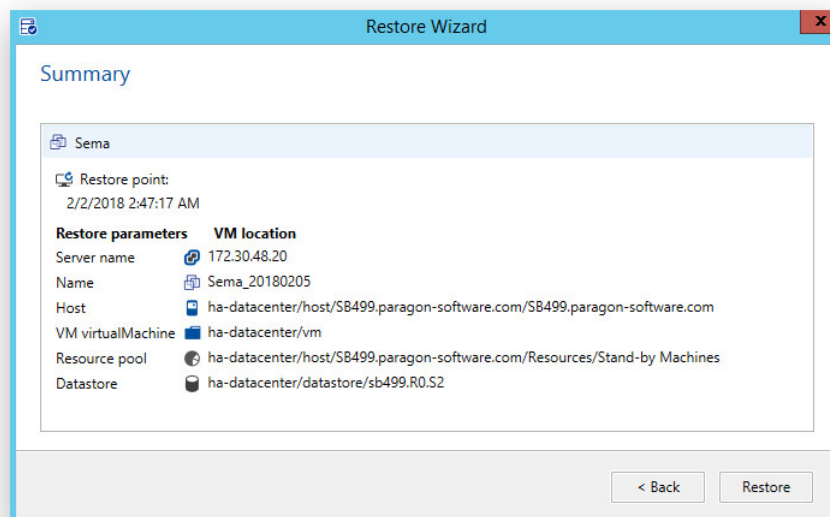 Restore Wizard
x
Summary
Sema
Restore point:
2/2/2018 2:47:17 AM
Restore parameters VM location
Server name 172.30.48.20
Name Sema_20180205
Host ha-datacenter/host/SB499.paragon-software.com/SB499.paragon-software.com
VM virtualMachine ha-datacenter/vm
Resource pool ha-datacenter/host/SB499.paragon-software.com/Resources/Stand-by Machines
Datastore ha-datacenter/datastore/sb499.R0.S2
< Back Restore